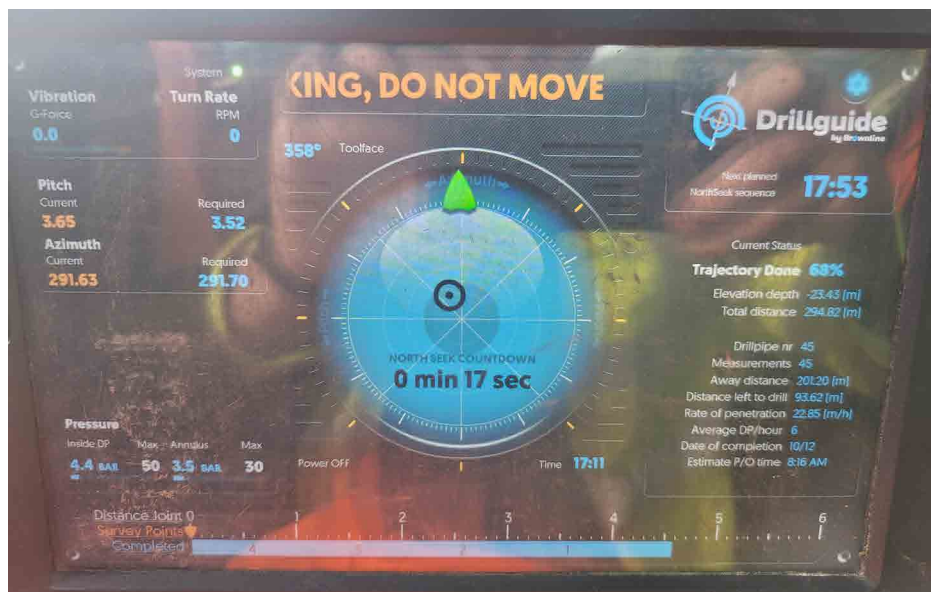 System
KING, DO NOT MOVE
Vibration
Turn Rate
G-Force
RPM
0.0
0
358° Toolface
Azimuth
Drillguide
by Brownline
Next planned
NorthSeek sequence
17:53
Pitch
Current
Required
3.65
3.52
Azimuth
Current
Required
291.63
291.70
Current Status
Trajectory Done 68%
Elevation depth -23.43 [m]
Total distance 294.82 [m]
Drillpipe nr 45
Measurements 45
Away distance 201.20 [m]
Distance left to drill 93.62 [m]
Rate of penetration 22.85 [m/h]
Average DP/hour 6
Date of completion 10/12
Estimate P/O time 8:16 AM
NORTH SEEK COUNTDOWN
0 min 17 sec
Pressure
Inside DP Max Annulus Max
4.4 BAR 50 3.5 BAR 30
Power OFF
Time 17:11
Distance Joint 0 1 2 3 4 5 6
Survey Points
Completed
4 2 1